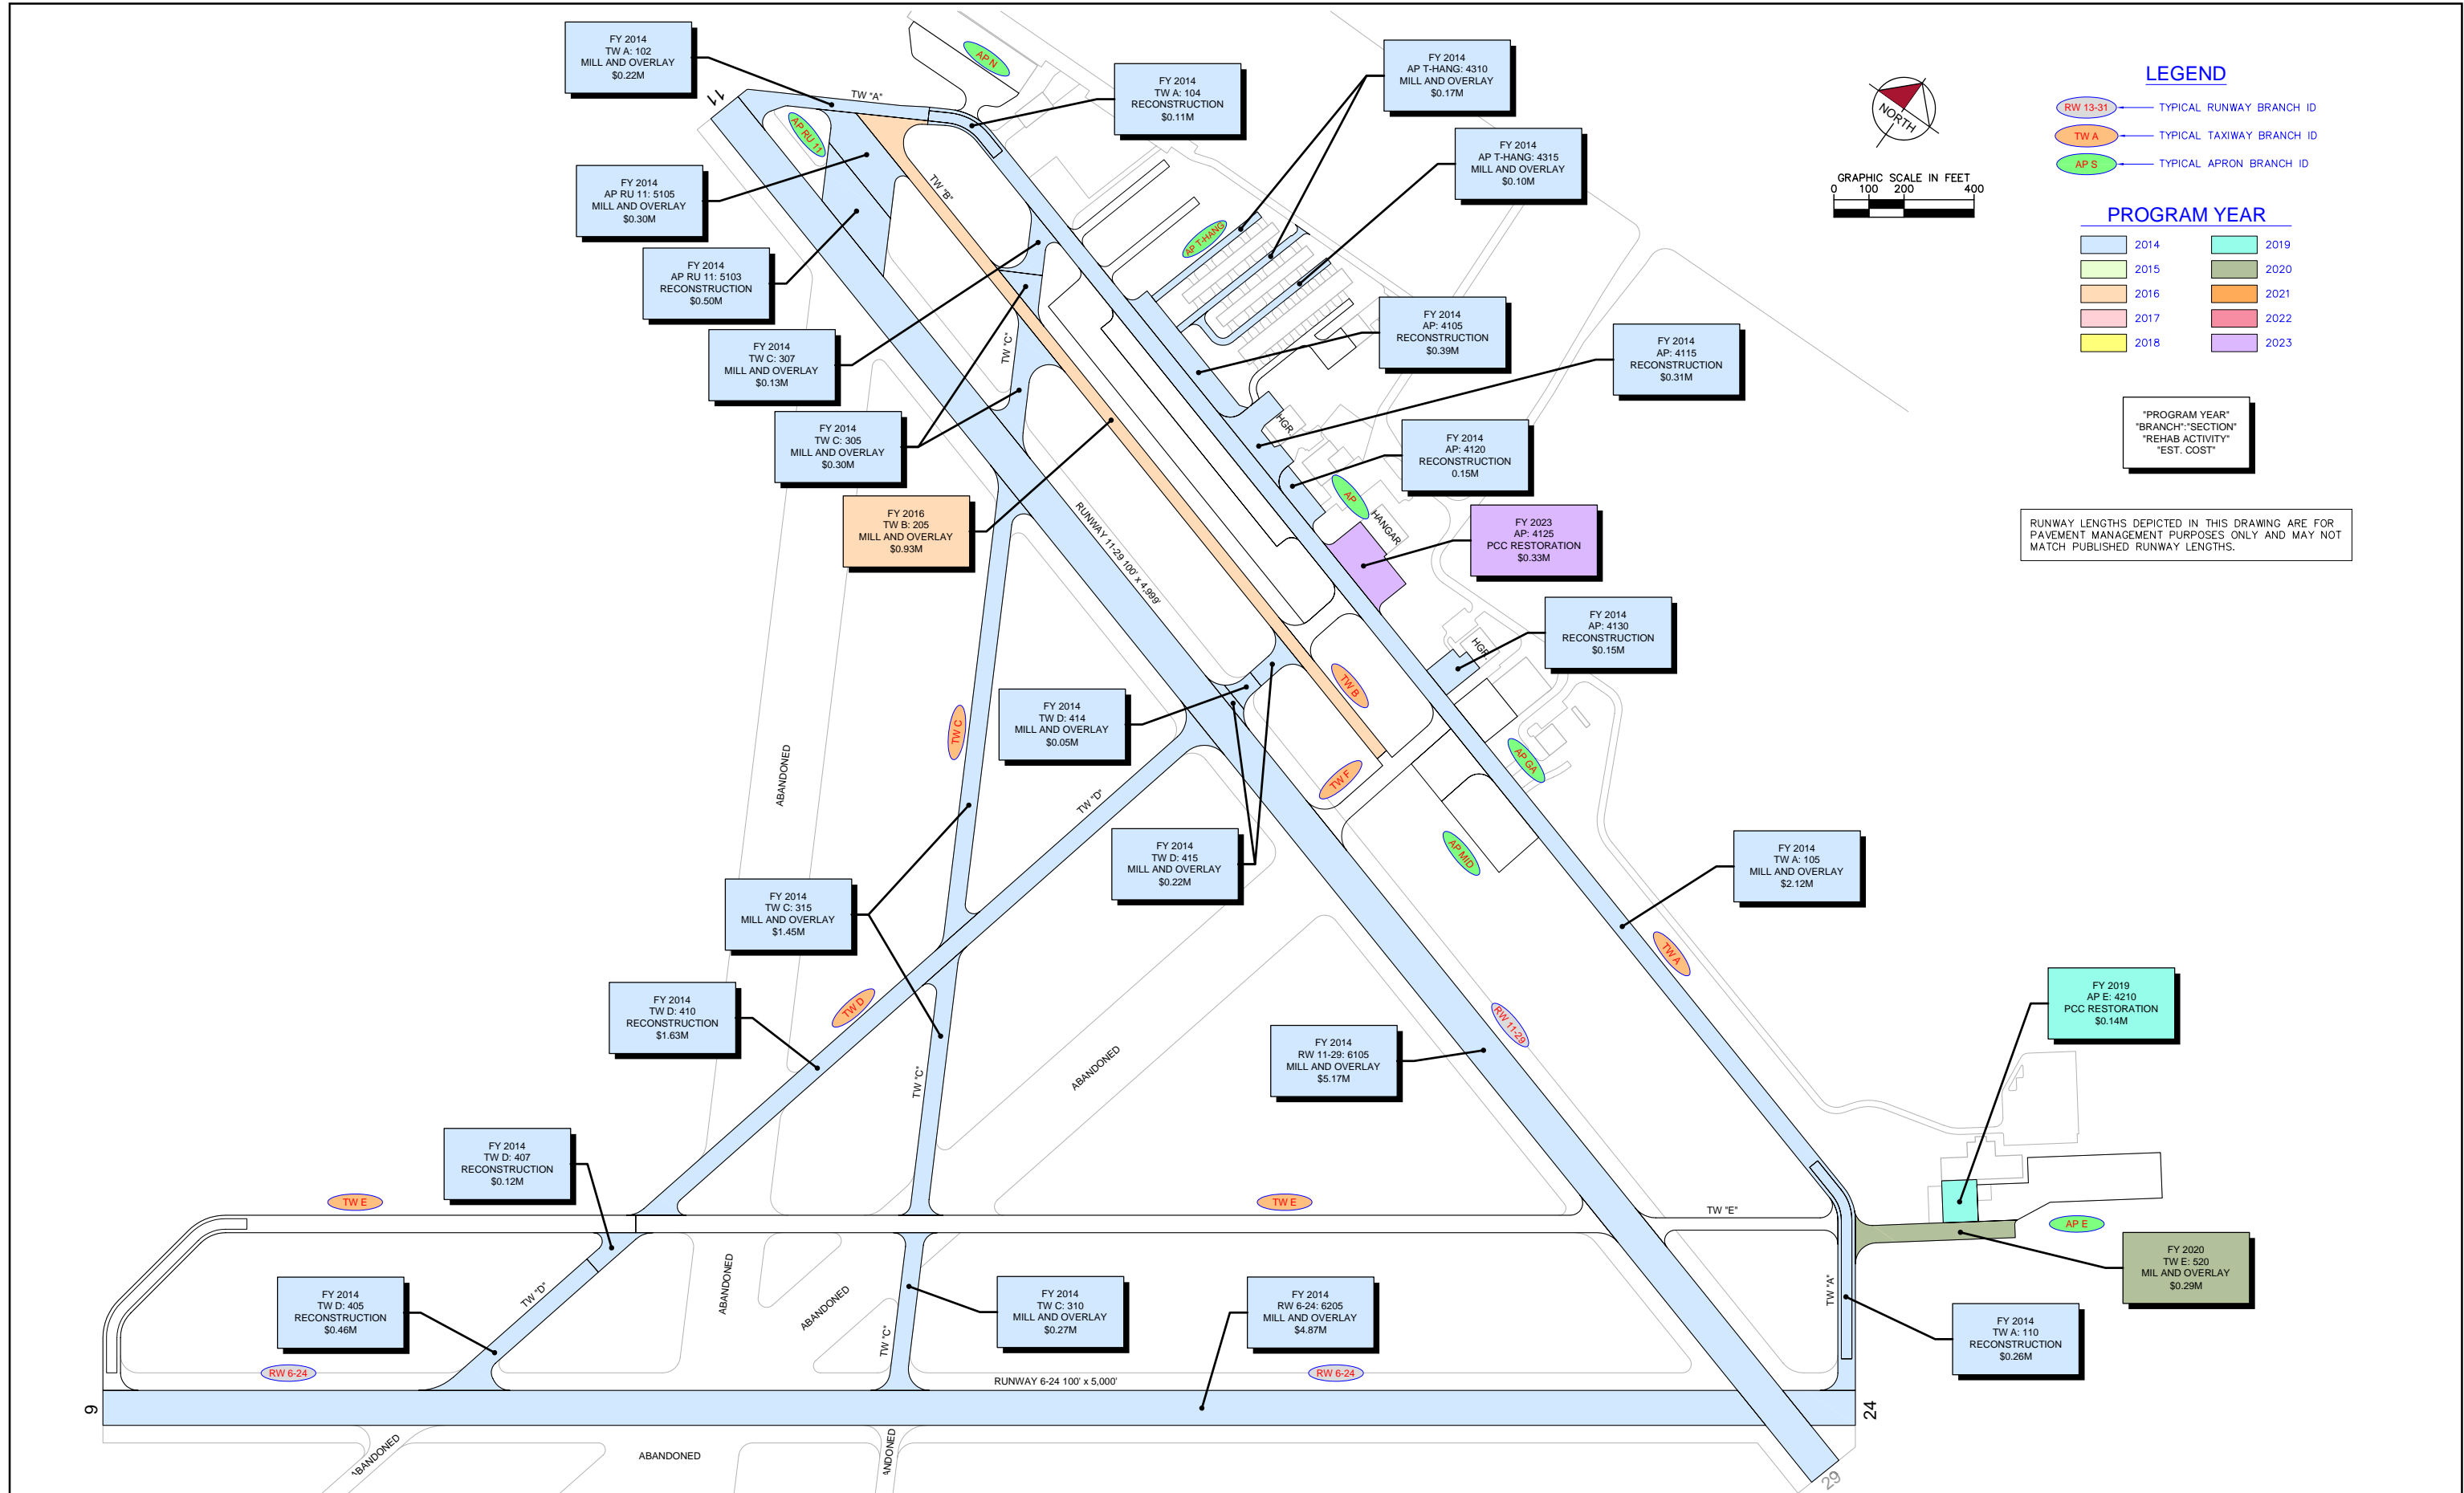 FY 2014
TW A: 102
MILL AND OVERLAY
$0.22M
AP N
FY 2014
TW A: 104
RECONSTRUCTION
$0.11M
FY 2014
AP T-HANG: 4310
MILL AND OVERLAY
$0.17M
FY 2014
AP T-HANG: 4315
MILL AND OVERLAY
$0.10M
NORTH
GRAPHIC SCALE IN FEET
0 100 200 400
LEGEND
RW 13-31 TYPICAL RUNWAY BRANCH ID
TW A TYPICAL TAXIWAY BRANCH ID
AP S TYPICAL APRON BRANCH ID
PROGRAM YEAR
2014 2019
2015 2020
2016 2021
2017 2022
2018 2023
"PROGRAM YEAR"
"BRANCH":"SECTION"
"REHAB ACTIVITY"
"EST. COST"
RUNWAY LENGTHS DEPICTED IN THIS DRAWING ARE FOR
PAVEMENT MANAGEMENT PURPOSES ONLY AND MAY NOT
MATCH PUBLISHED RUNWAY LENGTHS.
11
TW "A"
AP RU 11
TW "B"
AP T-HANG
FY 2014
AP RU 11: 5105
MILL AND OVERLAY
$0.30M
FY 2014
AP RU 11: 5103
RECONSTRUCTION
$0.50M
FY 2014
TW C: 307
MILL AND OVERLAY
$0.13M
TW "C"
FY 2014
TW C: 305
MILL AND OVERLAY
$0.30M
FY 2016
TW B: 205
MILL AND OVERLAY
$0.93M
RUNWAY 11-29 100' x 4,999'
FY 2014
AP: 4105
RECONSTRUCTION
$0.39M
FY 2014
AP: 4115
RECONSTRUCTION
$0.31M
HGR
FY 2014
AP: 4120
RECONSTRUCTION
0.15M
AP
HANGAR
FY 2023
AP: 4125
PCC RESTORATION
$0.33M
FY 2014
AP: 4130
RECONSTRUCTION
$0.15M
HGR.
TW B
TW C
ABANDONED
FY 2014
TW D: 414
MILL AND OVERLAY
$0.05M
TW F
AP GA
TW "D"
FY 2014
TW D: 415
MILL AND OVERLAY
$0.22M
AP MID
FY 2014
TW A: 105
MILL AND OVERLAY
$2.12M
FY 2014
TW C: 315
MILL AND OVERLAY
$1.45M
TW A
TW D
FY 2014
TW D: 410
RECONSTRUCTION
$1.63M
RW 11-29
FY 2014
RW 11-29: 6105
MILL AND OVERLAY
$5.17M
FY 2019
AP E: 4210
PCC RESTORATION
$0.14M
ABANDONED
TW "C"
FY 2014
TW D: 407
RECONSTRUCTION
$0.12M
TW E
TW E
TW "E"
AP E
FY 2020
TW E: 520
MIL AND OVERLAY
$0.29M
FY 2014
TW D: 405
RECONSTRUCTION
$0.46M
TW "D"
ABANDONED
ABANDONED
FY 2014
TW C: 310
MILL AND OVERLAY
$0.27M
FY 2014
RW 6-24: 6205
MILL AND OVERLAY
$4.87M
TW "A"
FY 2014
TW A: 110
RECONSTRUCTION
$0.26M
TW "C"
RW 6-24
RUNWAY 6-24 100' x 5,000'
RW 6-24
6
24
ABANDONED
ABANDONED
ANDONED
29